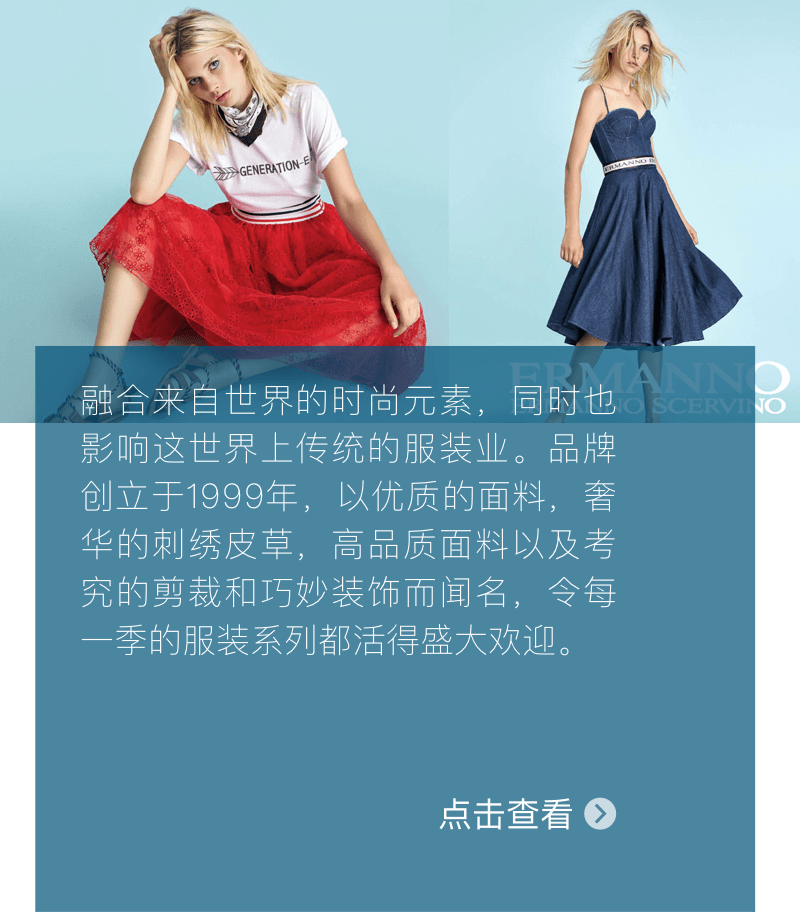 GENERATION-E
ERMANNO
ERMANNO
ERMANNO SCERVINO
融合来自世界的时尚元素，同时也
影响这世界上传统的服装业。品牌
创立于1999年，以优质的面料，奢
华的刺绣皮草，高品质面料以及考
究的剪裁和巧妙装饰而闻名，令每
一季的服装系列都活得盛大欢迎。
点击查看